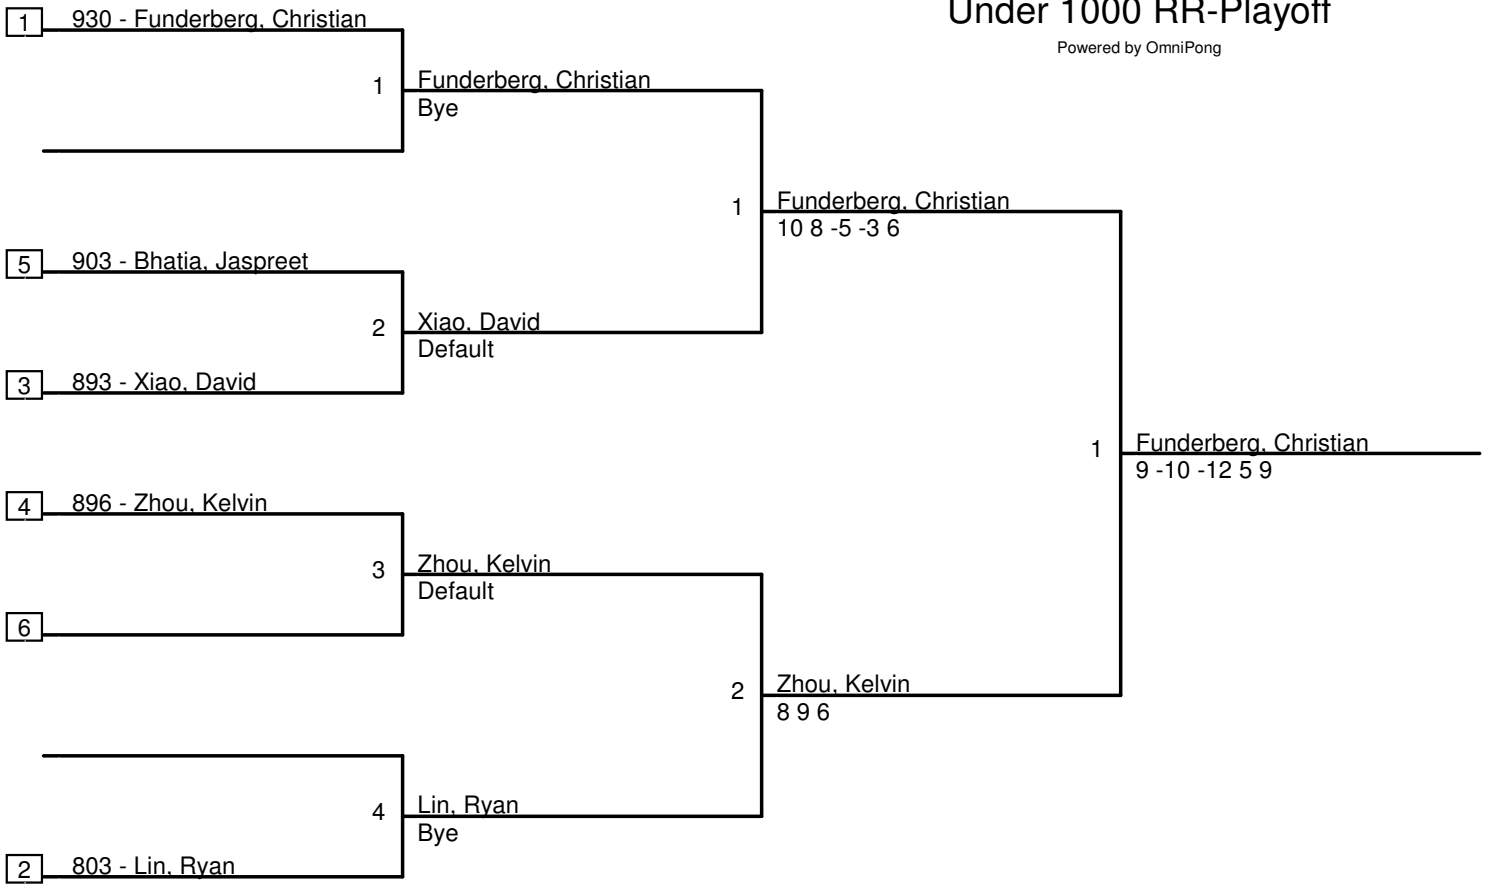 Under 1000 RR-Playoff
Powered by OmniPong
1 930 - Funderberg, Christian
1 Funderberg, Christian
Bye
1 Funderberg, Christian
10 8 -5 -3 6
5 903 - Bhatia, Jaspreet
2 Xiao, David
Default
3 893 - Xiao, David
1 Funderberg, Christian
9 -10 -12 5 9
4 896 - Zhou, Kelvin
3 Zhou, Kelvin
Default
6
2 Zhou, Kelvin
8 9 6
4 Lin, Ryan
Bye
2 803 - Lin, Ryan